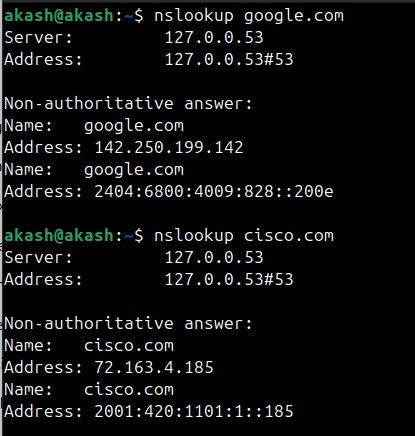 akash@akash:~$ nslookup google.com
Server:         127.0.0.53
Address:        127.0.0.53#53

Non-authoritative answer:
Name:   google.com
Address: 142.250.199.142
Name:   google.com
Address: 2404:6800:4009:828::200e

akash@akash:~$ nslookup cisco.com
Server:         127.0.0.53
Address:        127.0.0.53#53

Non-authoritative answer:
Name:   cisco.com
Address: 72.163.4.185
Name:   cisco.com
Address: 2001:420:1101:1::185